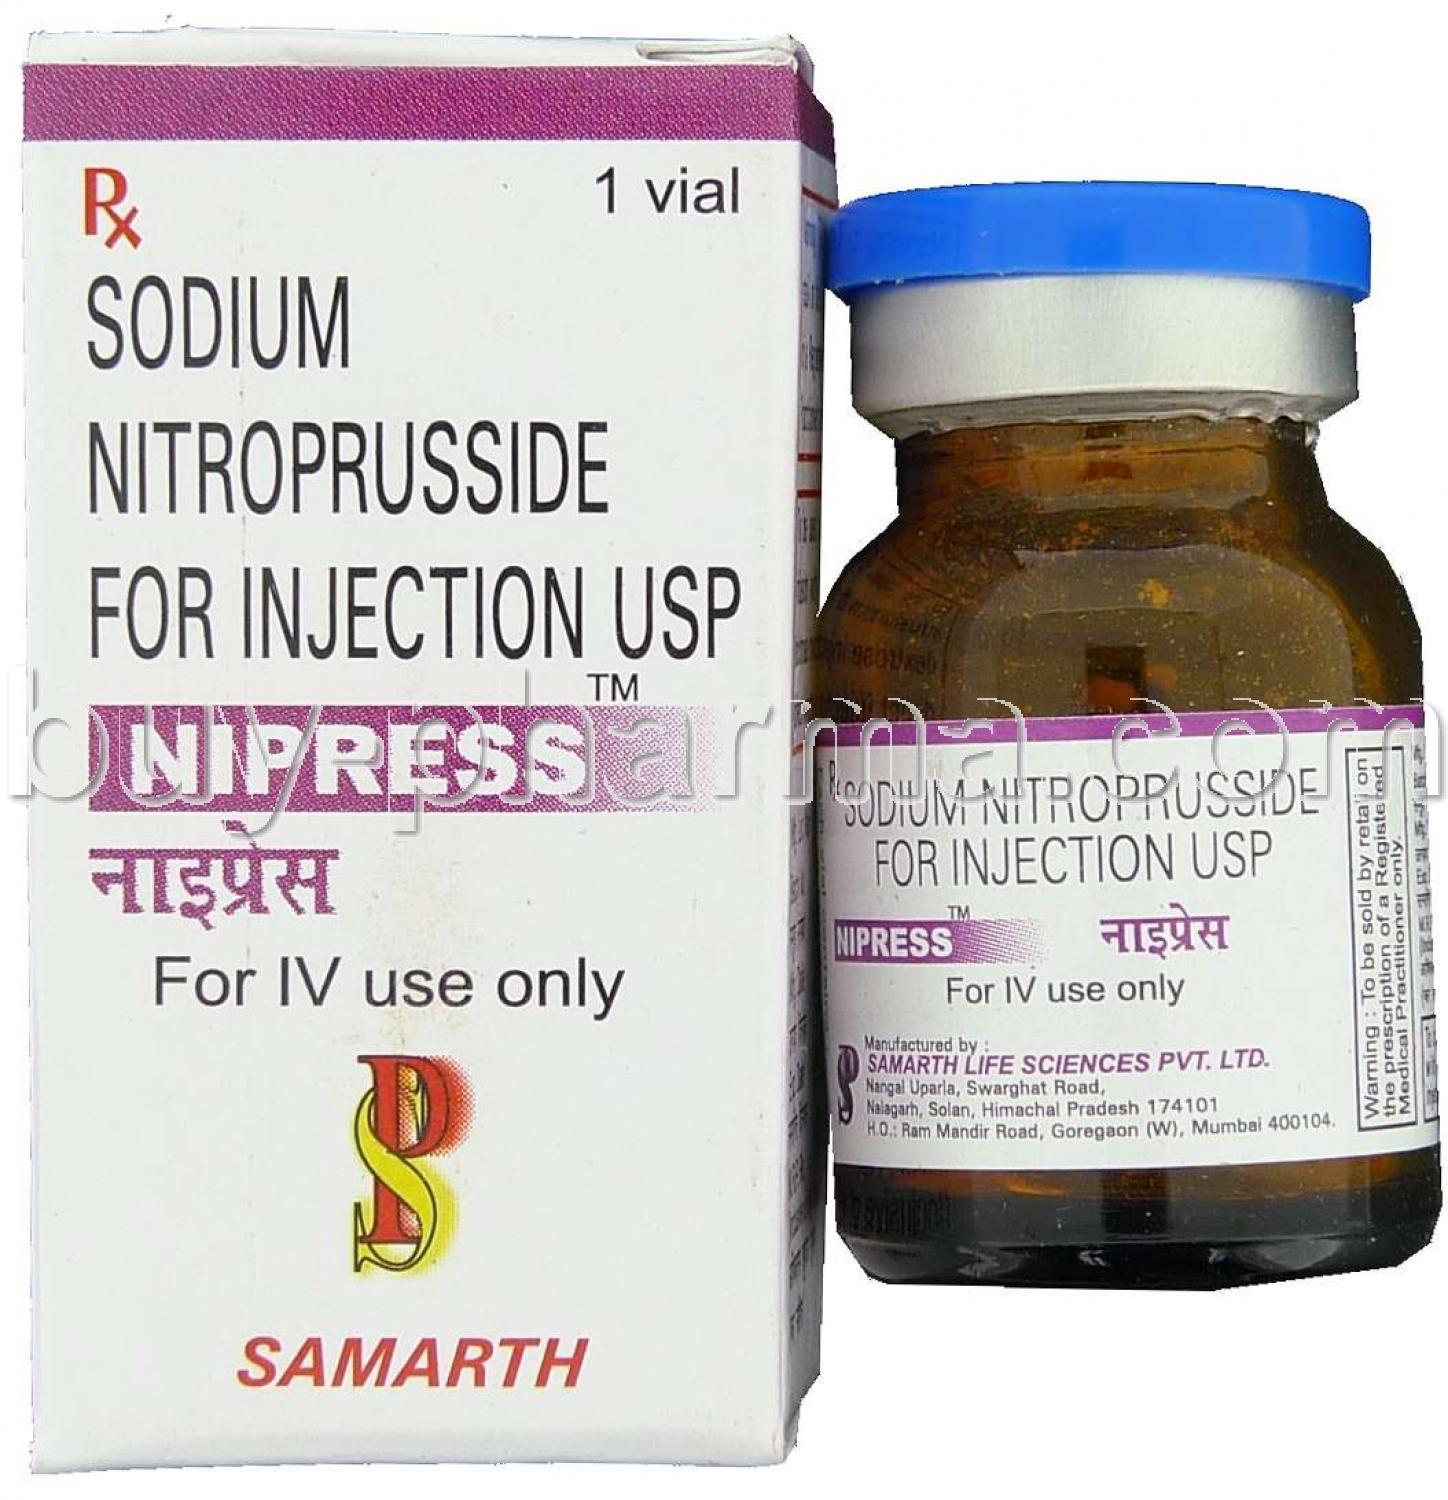 Rx
1 vial
SODIUM
NITROPRUSSIDE
FOR INJECTION USP
NIPRESS™
नाइप्रेस
For IV use only
PS
SAMARTH
buypharma.com
Rx
SODIUM NITROPRUSSIDE
FOR INJECTION USP
NIPRESS™ नाइप्रेस
For IV use only
Manufactured by :
SAMARTH LIFE SCIENCES PVT. LTD.
Nangal Uparla, Swarghat Road,
Nalagarh, Solan, Himachal Pradesh 174101
H.O.: Ram Mandir Road, Goregaon (W), Mumbai 400104.
Warning : To be sold by retail on
the prescription of a Registered
Medical Practitioner only.